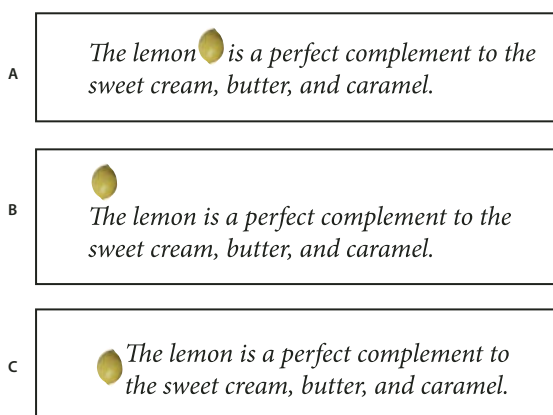 A
The lemon is a perfect complement to the
sweet cream, butter, and caramel.
B
The lemon is a perfect complement to the
sweet cream, butter, and caramel.
C
The lemon is a perfect complement to
the sweet cream, butter, and caramel.